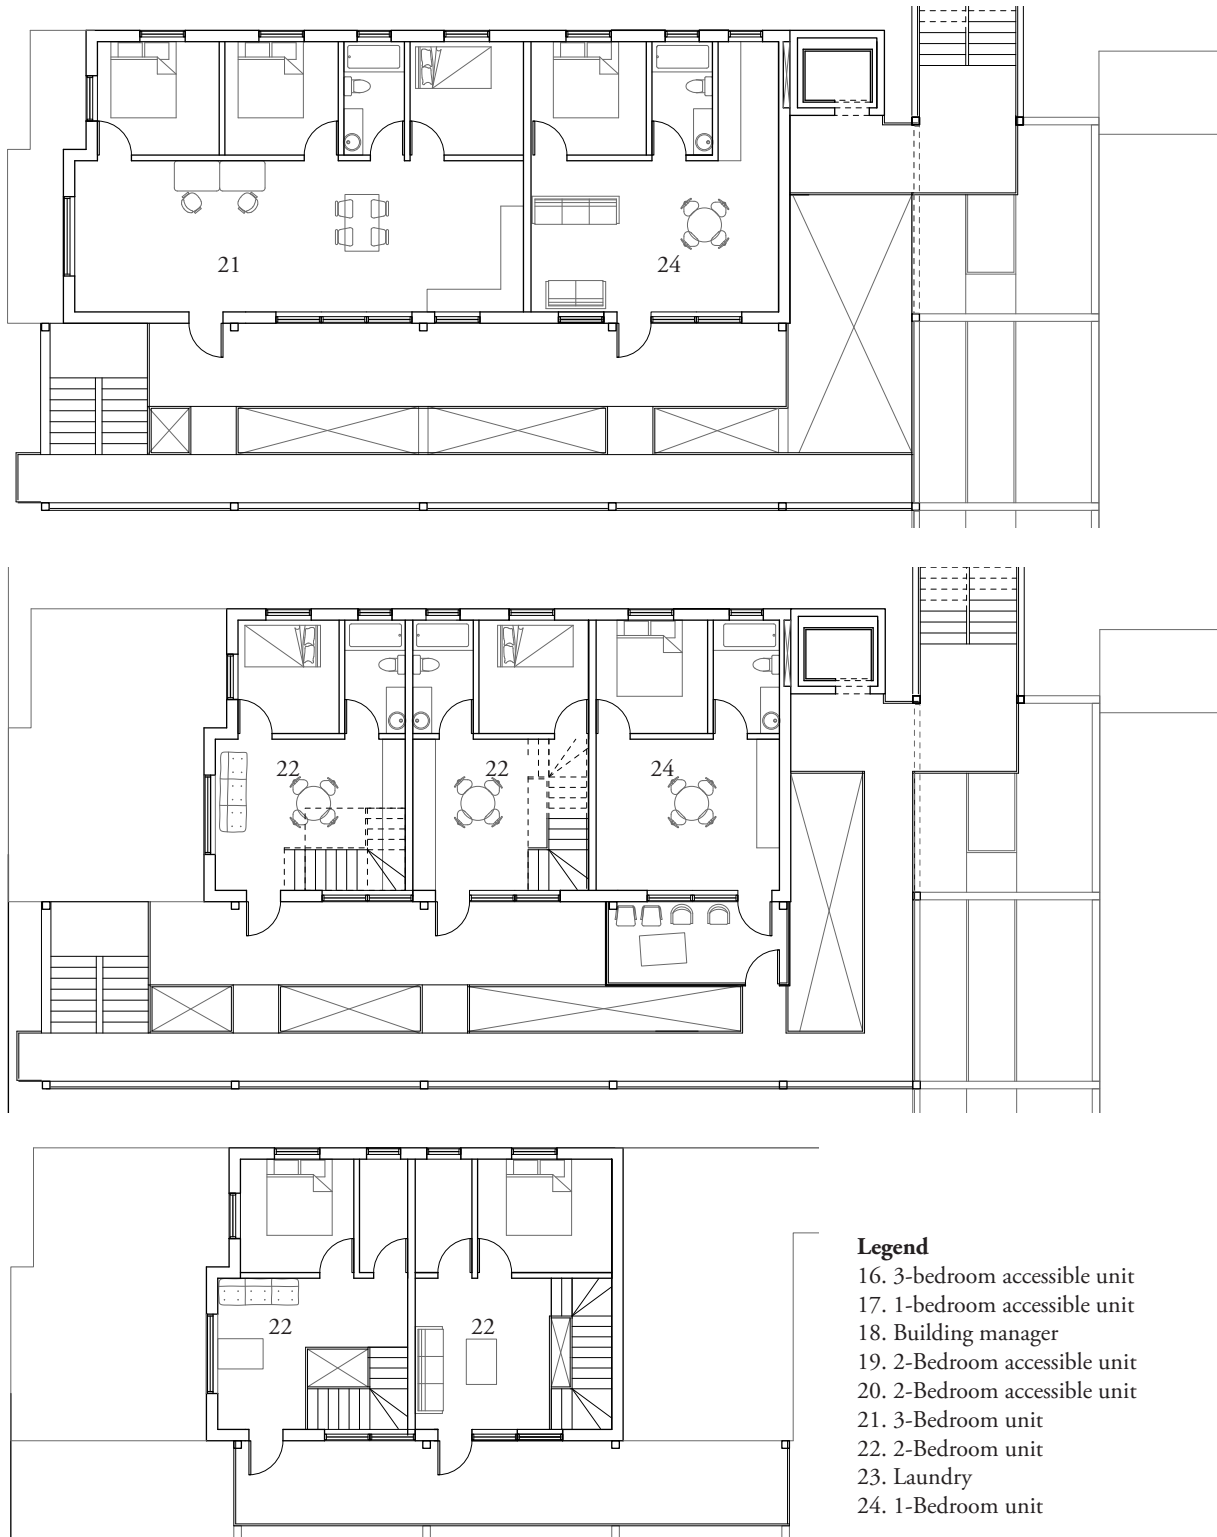 21
24
22
22
24
22
22
Legend
16. 3-bedroom accessible unit
17. 1-bedroom accessible unit
18. Building manager
19. 2-Bedroom accessible unit
20. 2-Bedroom accessible unit
21. 3-Bedroom unit
22. 2-Bedroom unit
23. Laundry
24. 1-Bedroom unit